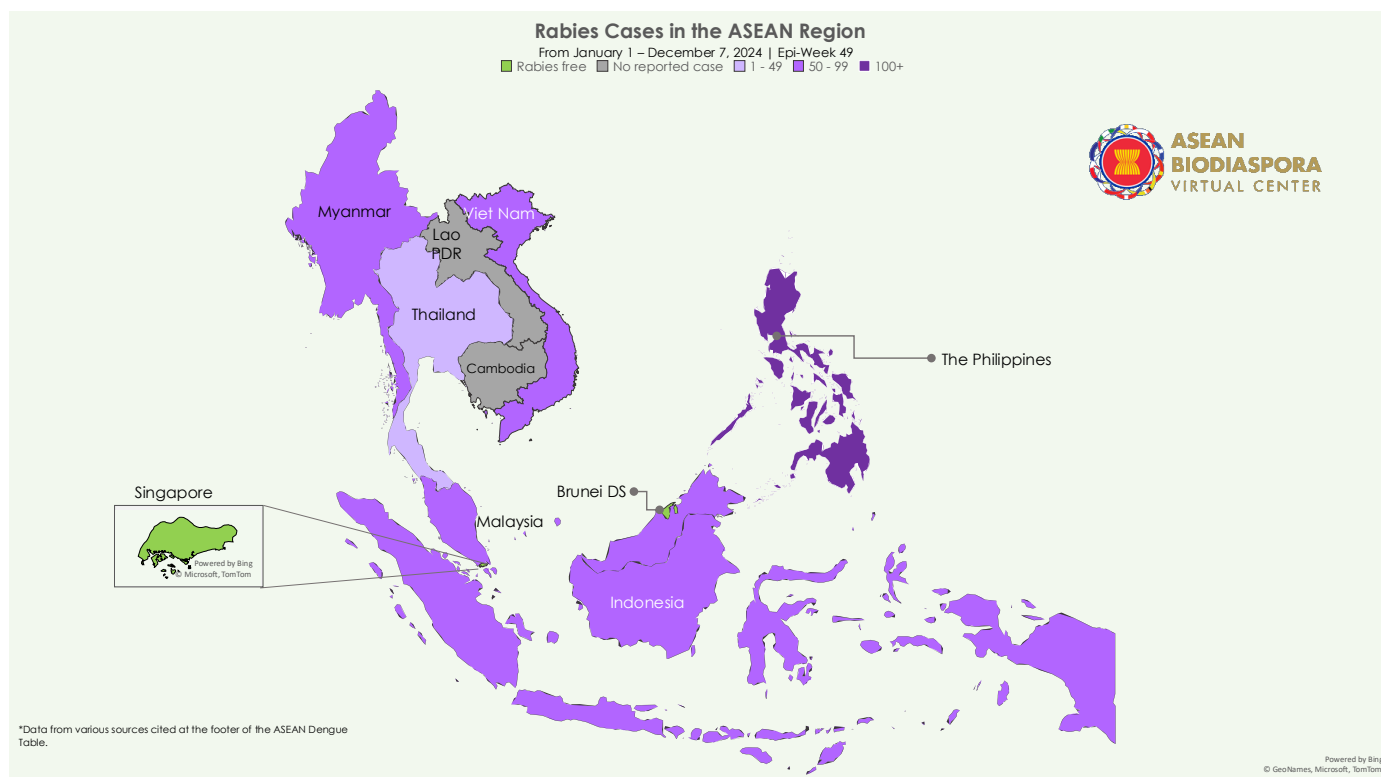 Rabies Cases in the ASEAN Region
From January 1 – December 7, 2024 | Epi-Week 49
Rabies free No reported case 1 - 49 50 - 99 100+
ASEAN
BIODIASPORA
VIRTUAL CENTER
Myanmar
Viet Nam
Lao
PDR
Thailand
Cambodia
The Philippines
Singapore
Brunei DS
Malaysia
Powered by Bing
© Microsoft, TomTom
Indonesia
*Data from various sources cited at the footer of the ASEAN Dengue
Table.
Powered by Bing
© GeoNames, Microsoft, TomTom